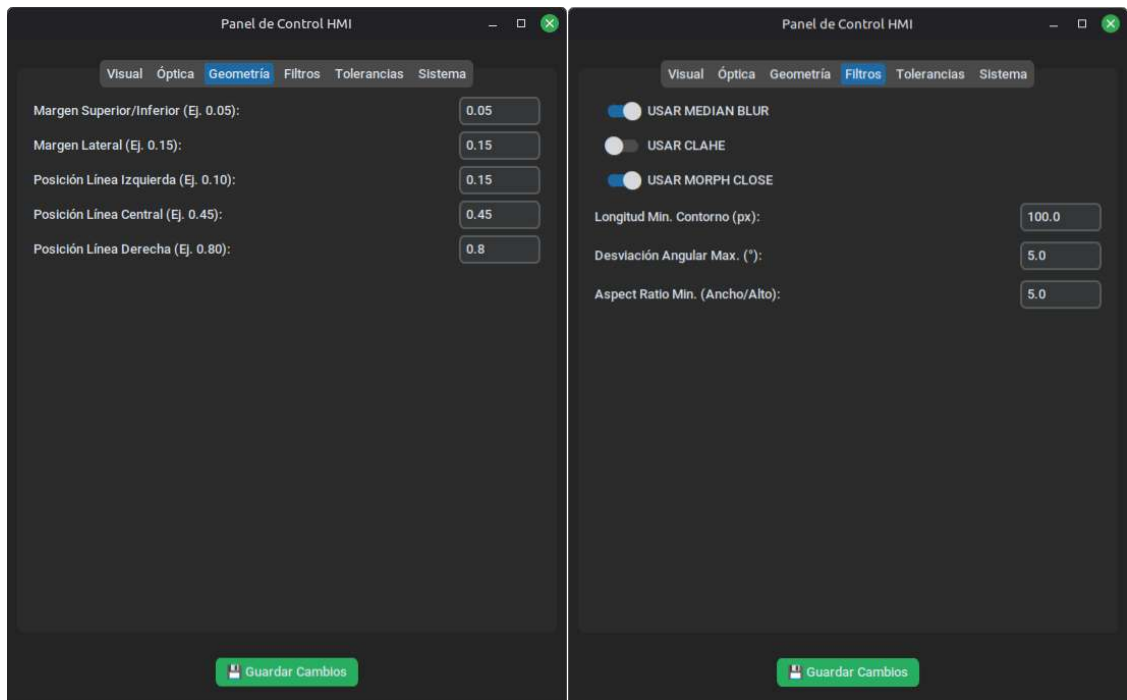 Panel de Control HMI
Visual Óptica Geometría Filtros Tolerancias Sistema
Margen Superior/Inferior (Ej. 0.05): 0.05
Margen Lateral (Ej. 0.15): 0.15
Posición Línea Izquierda (Ej. 0.10): 0.15
Posición Línea Central (Ej. 0.45): 0.45
Posición Línea Derecha (Ej. 0.80): 0.8
Guardar Cambios
Panel de Control HMI
Visual Óptica Geometría Filtros Tolerancias Sistema
USAR MEDIAN BLUR
USAR CLAHE
USAR MORPH CLOSE
Longitud Min. Contorno (px): 100.0
Desviación Angular Max. (°): 5.0
Aspect Ratio Min. (Ancho/Alto): 5.0
Guardar Cambios